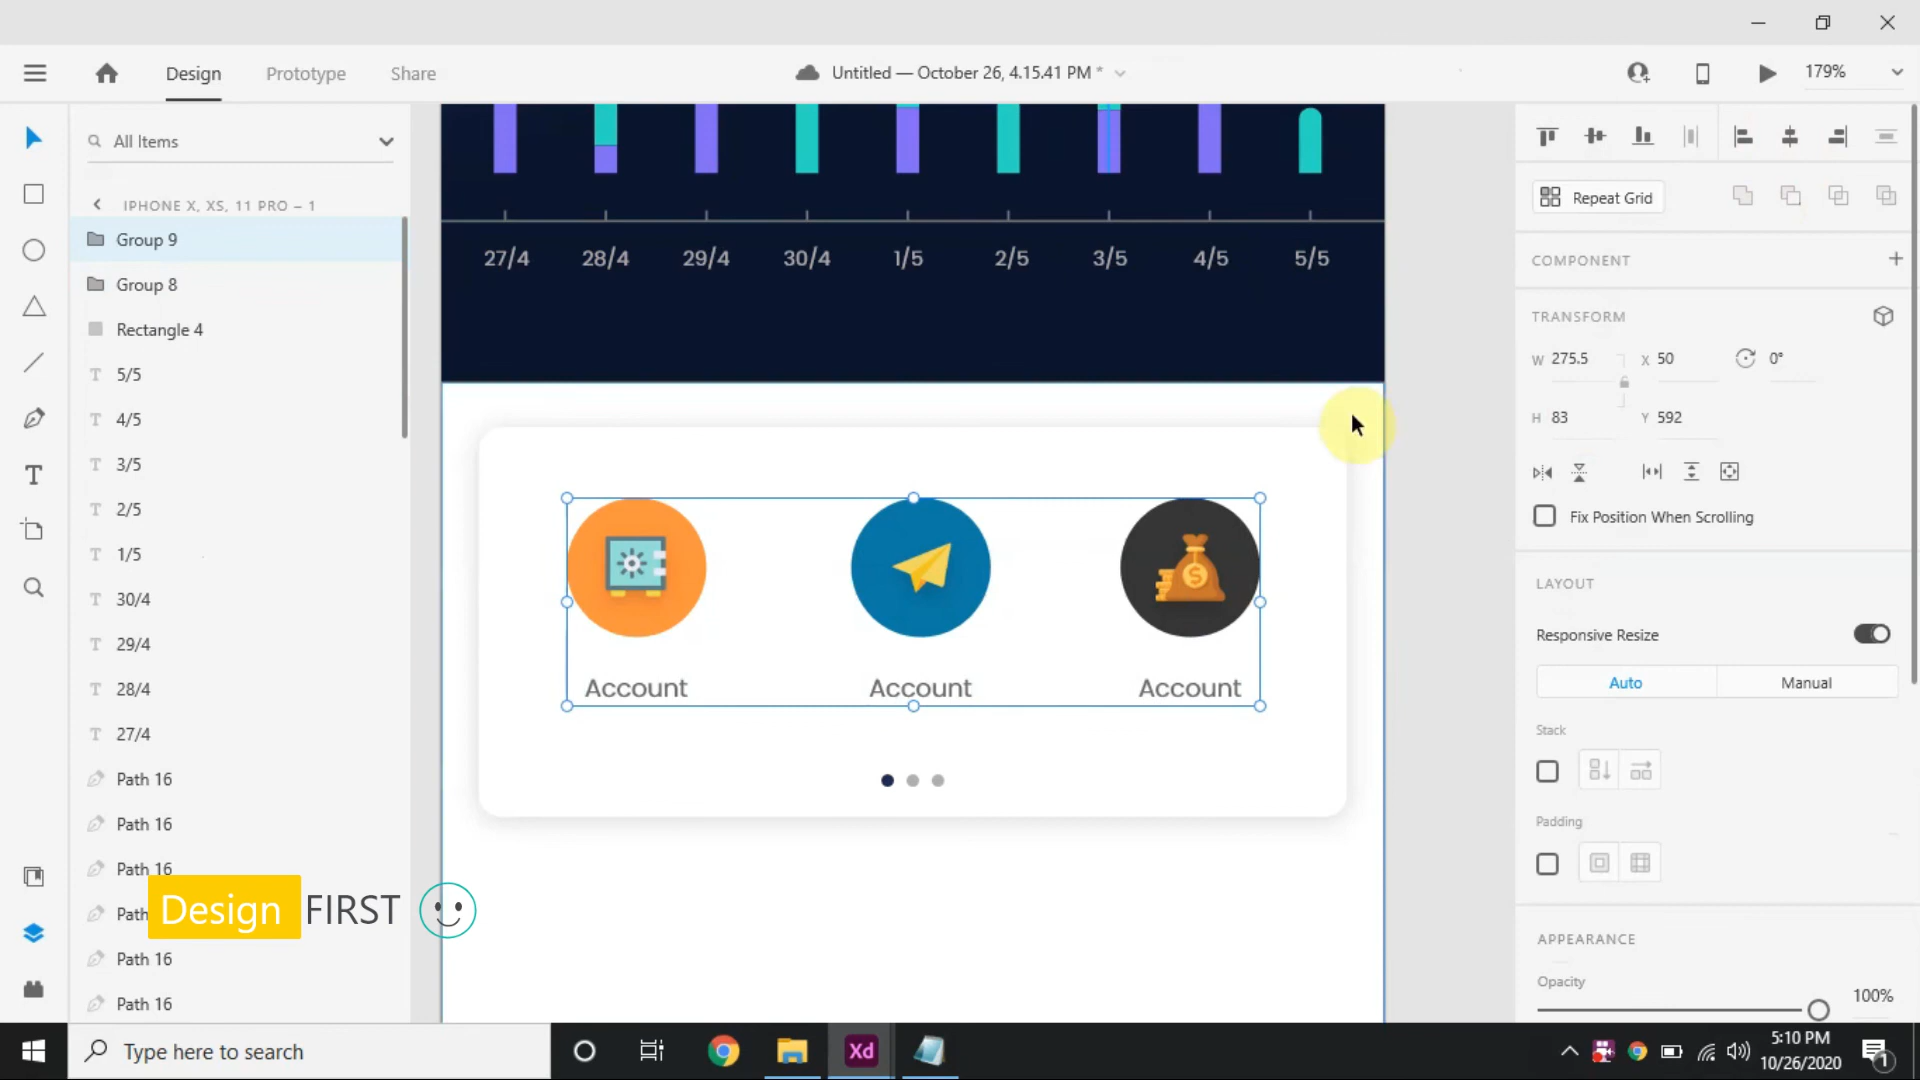 Design
Prototype
Share
Untitled — October 26, 4.15.41 PM *
179%
All Items
IPHONE X, XS, 11 PRO – 1
Group 9
Group 8
Rectangle 4
5/5
4/5
3/5
2/5
1/5
30/4
29/4
28/4
27/4
Path 16
Path 16
Path 16
Path
Path 16
Path 16
Design FIRST
27/4 28/4 29/4 30/4 1/5 2/5 3/5 4/5 5/5
Account Account Account
Repeat Grid
COMPONENT
TRANSFORM
W 275.5 X 50 0°
H 83 Y 592
Fix Position When Scrolling
LAYOUT
Responsive Resize
Auto Manual
Stack
Padding
APPEARANCE
Opacity
100%
Type here to search
Xd
5:10 PM
10/26/2020
1